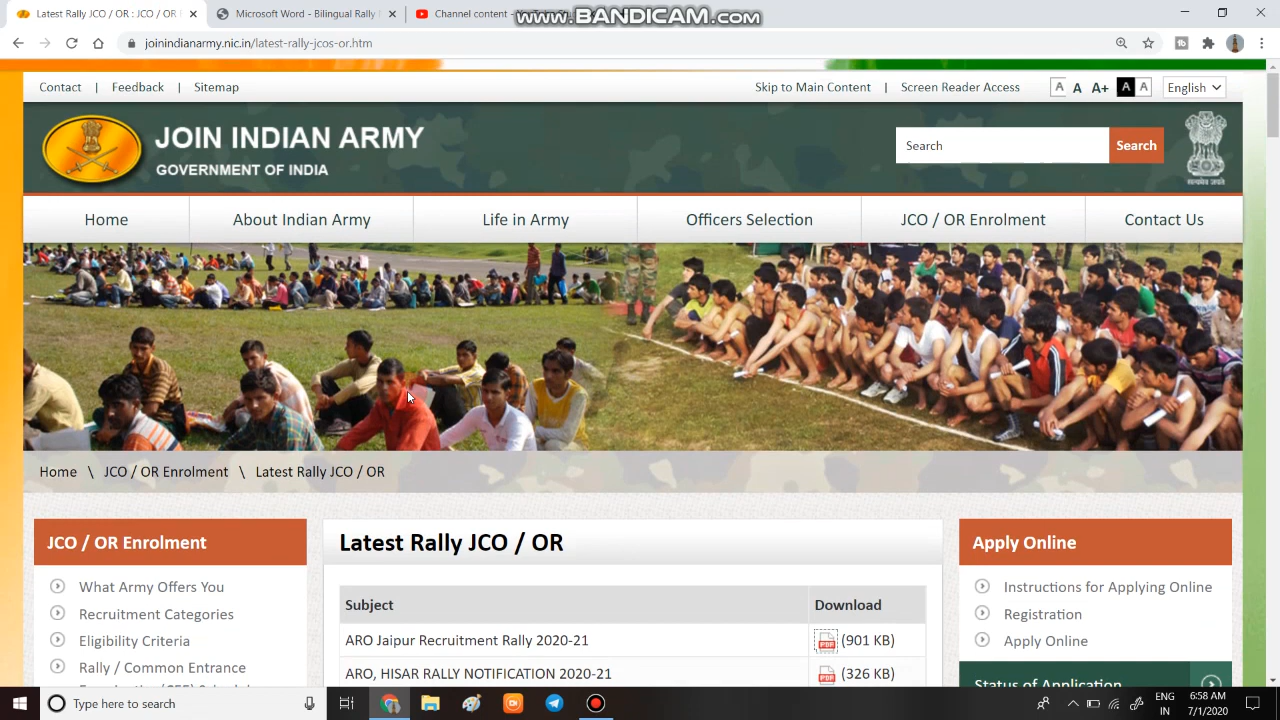 Latest Rally JCO / OR : JCO / OR
Microsoft Word - Bilingual Rally
Channel content
www.BANDICAM.com
joinindianarmy.nic.in/latest-rally-jcos-or.htm
Contact | Feedback | Sitemap
Skip to Main Content | Screen Reader Access
A A A+ A A English
JOIN INDIAN ARMY
GOVERNMENT OF INDIA
Search Search
सत्यमेव जयते
Home About Indian Army Life in Army Officers Selection JCO / OR Enrolment Contact Us
Home \ JCO / OR Enrolment \ Latest Rally JCO / OR
JCO / OR Enrolment
What Army Offers You
Recruitment Categories
Eligibility Criteria
Rally / Common Entrance
Latest Rally JCO / OR
Subject Download
ARO Jaipur Recruitment Rally 2020-21 PDF (901 KB)
ARO, HISAR RALLY NOTIFICATION 2020-21 PDF (326 KB)
Apply Online
Instructions for Applying Online
Registration
Apply Online
Status of Application
Type here to search
ENG
IN
6:58 AM
7/1/2020